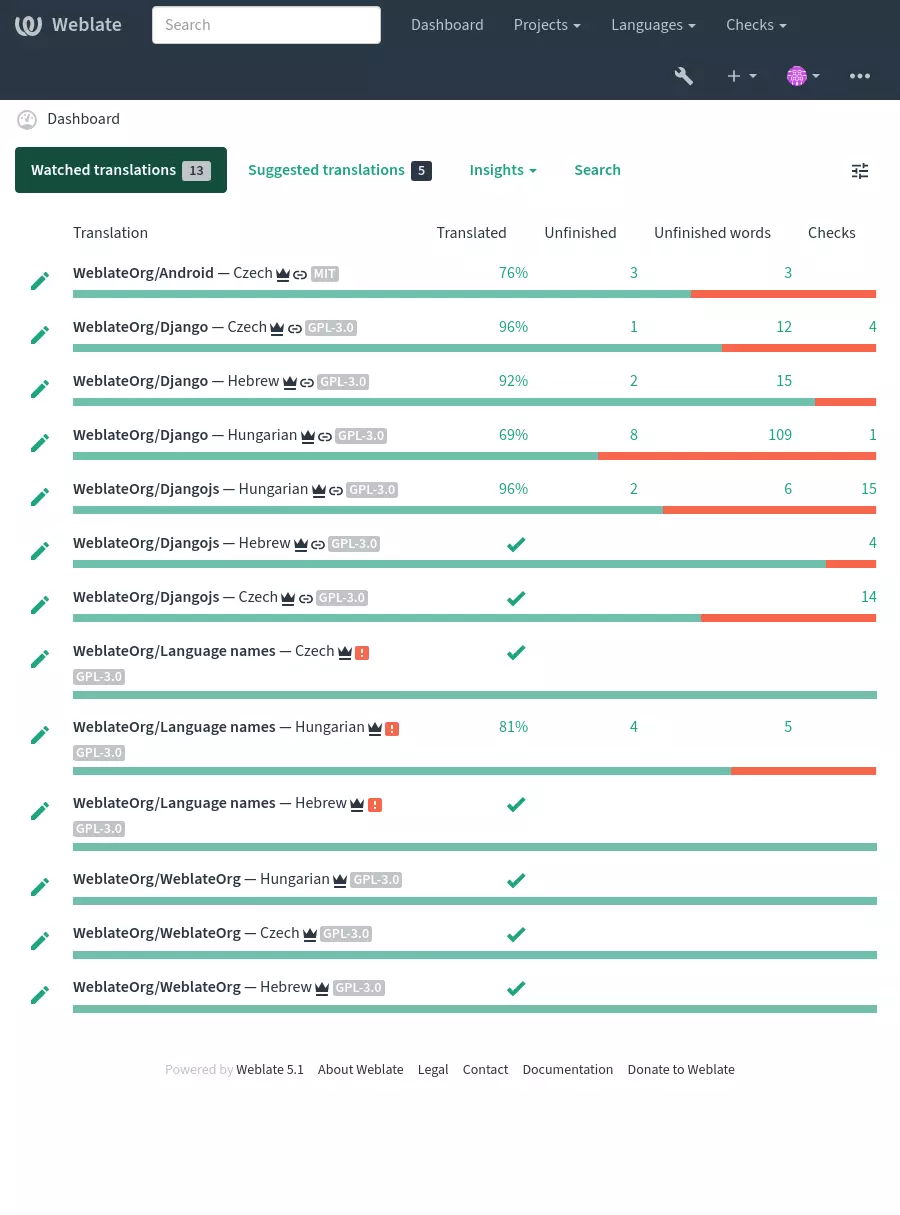 Weblate Search Dashboard Projects Languages Checks
Dashboard
Watched translations 13 Suggested translations 5 Insights Search
Translation Translated Unfinished Unfinished words Checks
WeblateOrg/Android — Czech MIT 76% 3 3
WeblateOrg/Django — Czech GPL-3.0 96% 1 12 4
WeblateOrg/Django — Hebrew GPL-3.0 92% 2 15
WeblateOrg/Django — Hungarian GPL-3.0 69% 8 109 1
WeblateOrg/Djangojs — Hungarian GPL-3.0 96% 2 6 15
WeblateOrg/Djangojs — Hebrew GPL-3.0 4
WeblateOrg/Djangojs — Czech GPL-3.0 14
WeblateOrg/Language names — Czech
GPL-3.0
WeblateOrg/Language names — Hungarian 81% 4 5
GPL-3.0
WeblateOrg/Language names — Hebrew
GPL-3.0
WeblateOrg/WeblateOrg — Hungarian GPL-3.0
WeblateOrg/WeblateOrg — Czech GPL-3.0
WeblateOrg/WeblateOrg — Hebrew GPL-3.0
Powered by Weblate 5.1 About Weblate Legal Contact Documentation Donate to Weblate